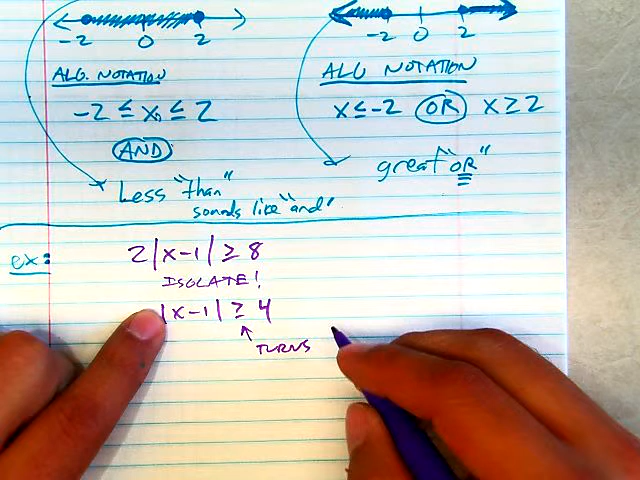 -2 0 2
ALG. NOTATION
-2 ≤ x ≤ 2
AND
Less "than"
sounds like "and"
-2 0 2
ALG NOTATION
x ≤ -2 OR x ≥ 2
great "OR"
ex:
2|x-1| ≥ 8
ISOLATE!
|x-1| ≥ 4
TURNS